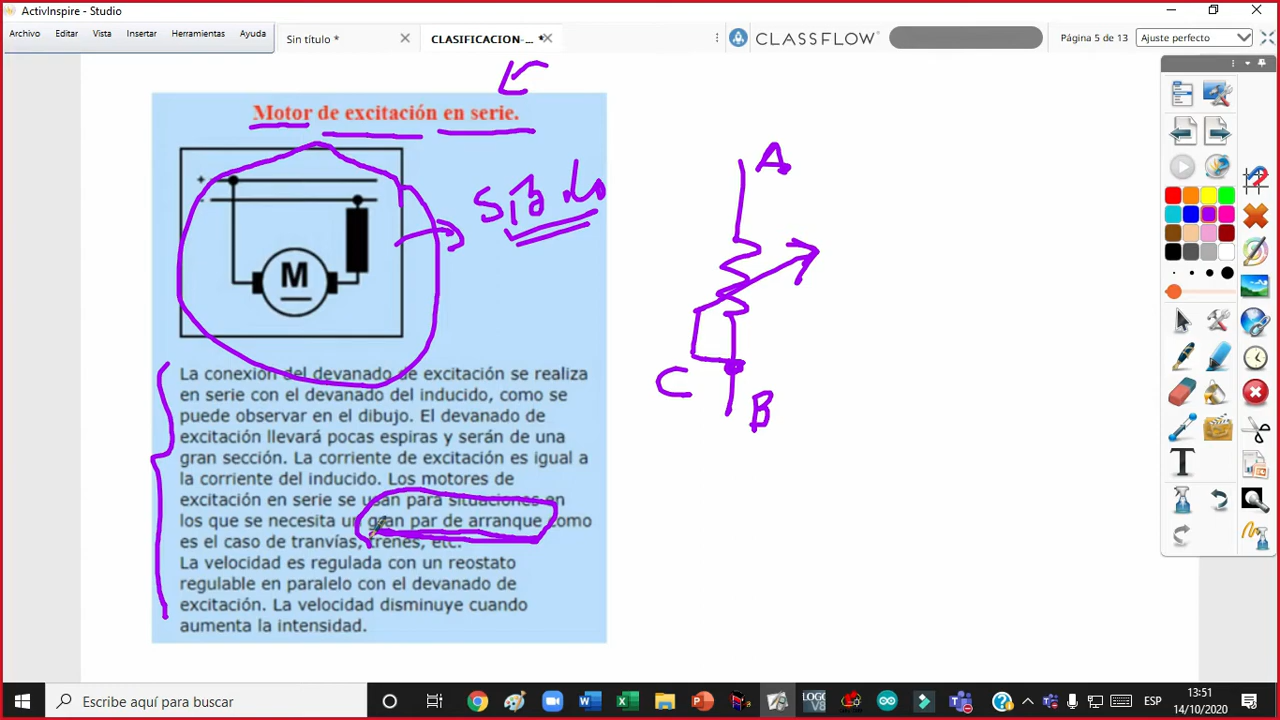 ActivInspire - Studio
Archivo Editar Vista Insertar Herramientas Ayuda
Sin título *
CLASIFICACION-... *
CLASSFLOW
Página 5 de 13
Ajuste perfecto
Motor de excitación en serie.
+
-
M
A
C
B
La conexión del devanado de excitación se realiza
en serie con el devanado del inducido, como se
puede observar en el dibujo. El devanado de
excitación llevará pocas espiras y serán de una
gran sección. La corriente de excitación es igual a
la corriente del inducido. Los motores de
excitación en serie se usan para situaciones en
los que se necesita un gran par de arranque como
es el caso de tranvías, trenes, etc.
La velocidad es regulada con un reostato
regulable en paralelo con el devanado de
excitación. La velocidad disminuye cuando
aumenta la intensidad.
T
Escribe aquí para buscar
ESP
13:51
14/10/2020